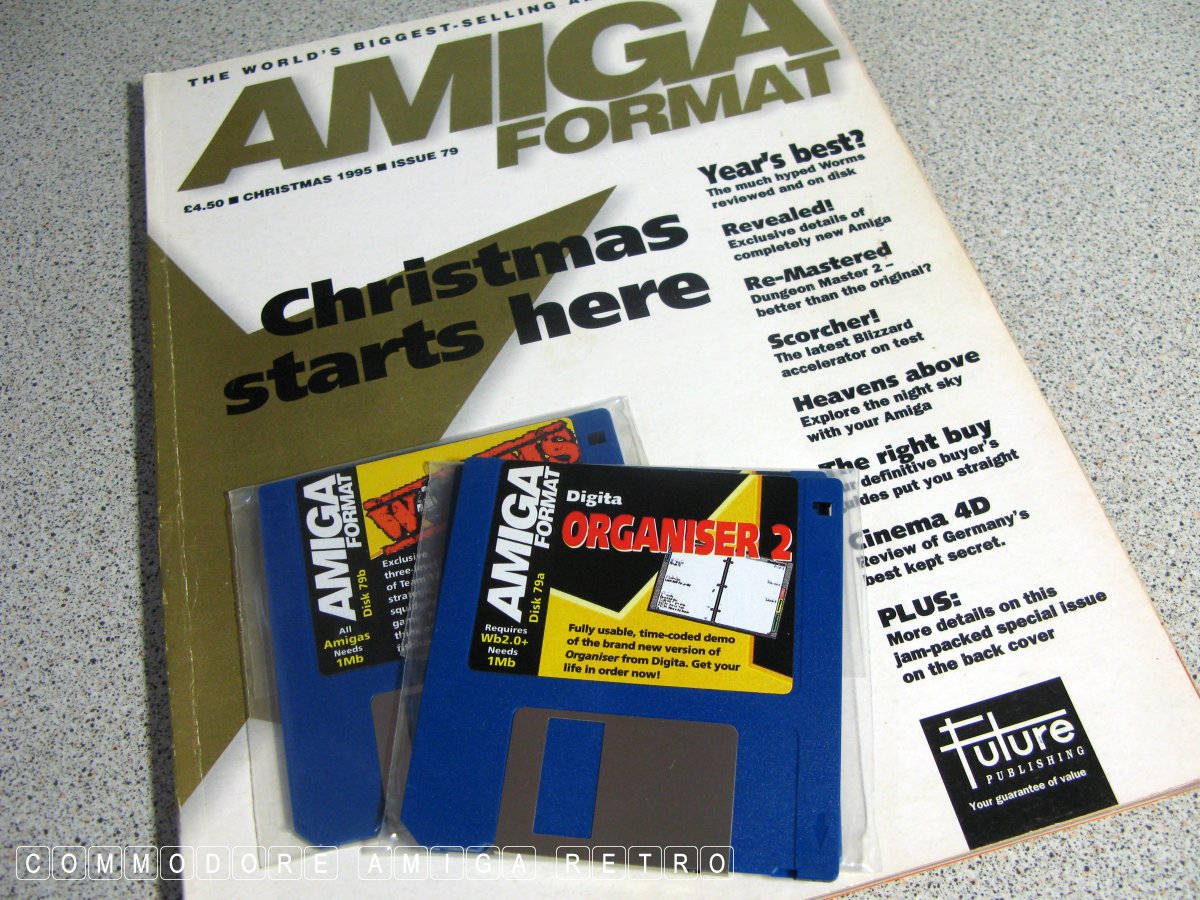 THE WORLD'S BIGGEST-SELLING
AMIGA
FORMAT
£4.50 ■ CHRISTMAS 1995 ■ ISSUE 79
Christmas
starts here
Year's best?
The much hyped Worms
reviewed and on disk
Revealed!
Exclusive details of
completely new Amiga
Re-Mastered
Dungeon Master 2 –
better than the original?
Scorcher!
The latest Blizzard
accelerator on test
Heavens above
Explore the night sky
with your Amiga
The right buy
definitive buyer's
put you straight
Cinema 4D
Review of Germany's
best kept secret.
PLUS:
More details on this
jam-packed special issue
on the back cover
Future
PUBLISHING
Your guarantee of value
AMIGA
FORMAT
Disk 79b
All
Amigas
Needs
1Mb
Exclusive,
of Team
AMIGA
FORMAT
Disk 79a
Requires
Wb2.0+
Needs
1Mb
Digita
ORGANISER 2
Fully usable, time-coded demo
of the brand new version of
Organiser from Digita. Get your
life in order now!
COMMODORE AMIGA RETRO